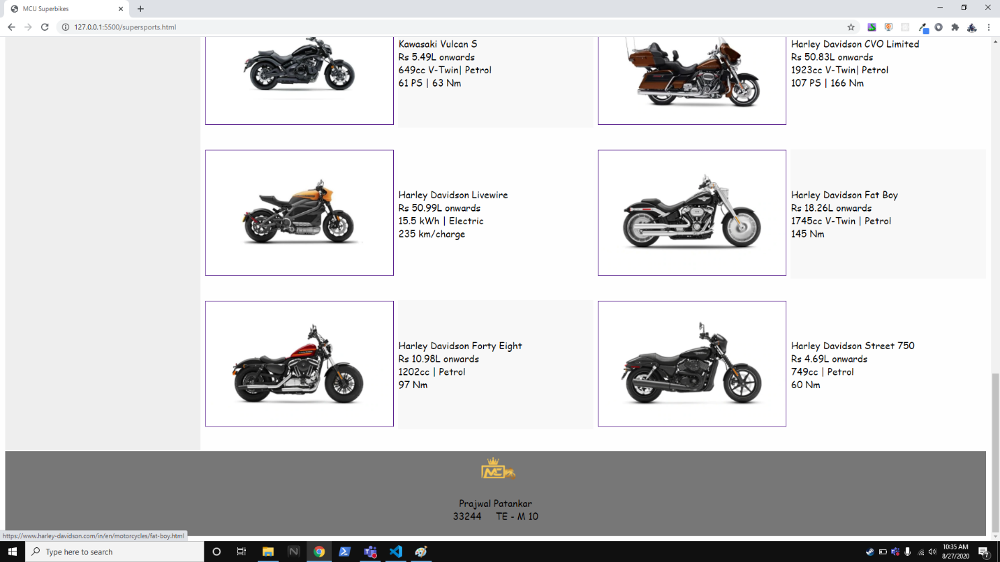 MCU Superbikes
127.0.0.1:5500/supersports.html
Kawasaki Vulcan S
Rs 5.49L onwards
649cc V-Twin| Petrol
61 PS | 63 Nm
Harley Davidson CVO Limited
Rs 50.83L onwards
1923cc V-Twin| Petrol
107 PS | 166 Nm
Harley Davidson Livewire
Rs 50.99L onwards
15.5 kWh | Electric
235 km/charge
Harley Davidson Fat Boy
Rs 18.26L onwards
1745cc V-Twin | Petrol
145 Nm
Harley Davidson Forty Eight
Rs 10.98L onwards
1202cc | Petrol
97 Nm
Harley Davidson Street 750
Rs 4.69L onwards
749cc | Petrol
60 Nm
MC
Prajwal Patankar
33244 TE - M 10
https://www.harley-davidson.com/in/en/motorcycles/fat-boy.html
Type here to search
10:35 AM
8/27/2020
7